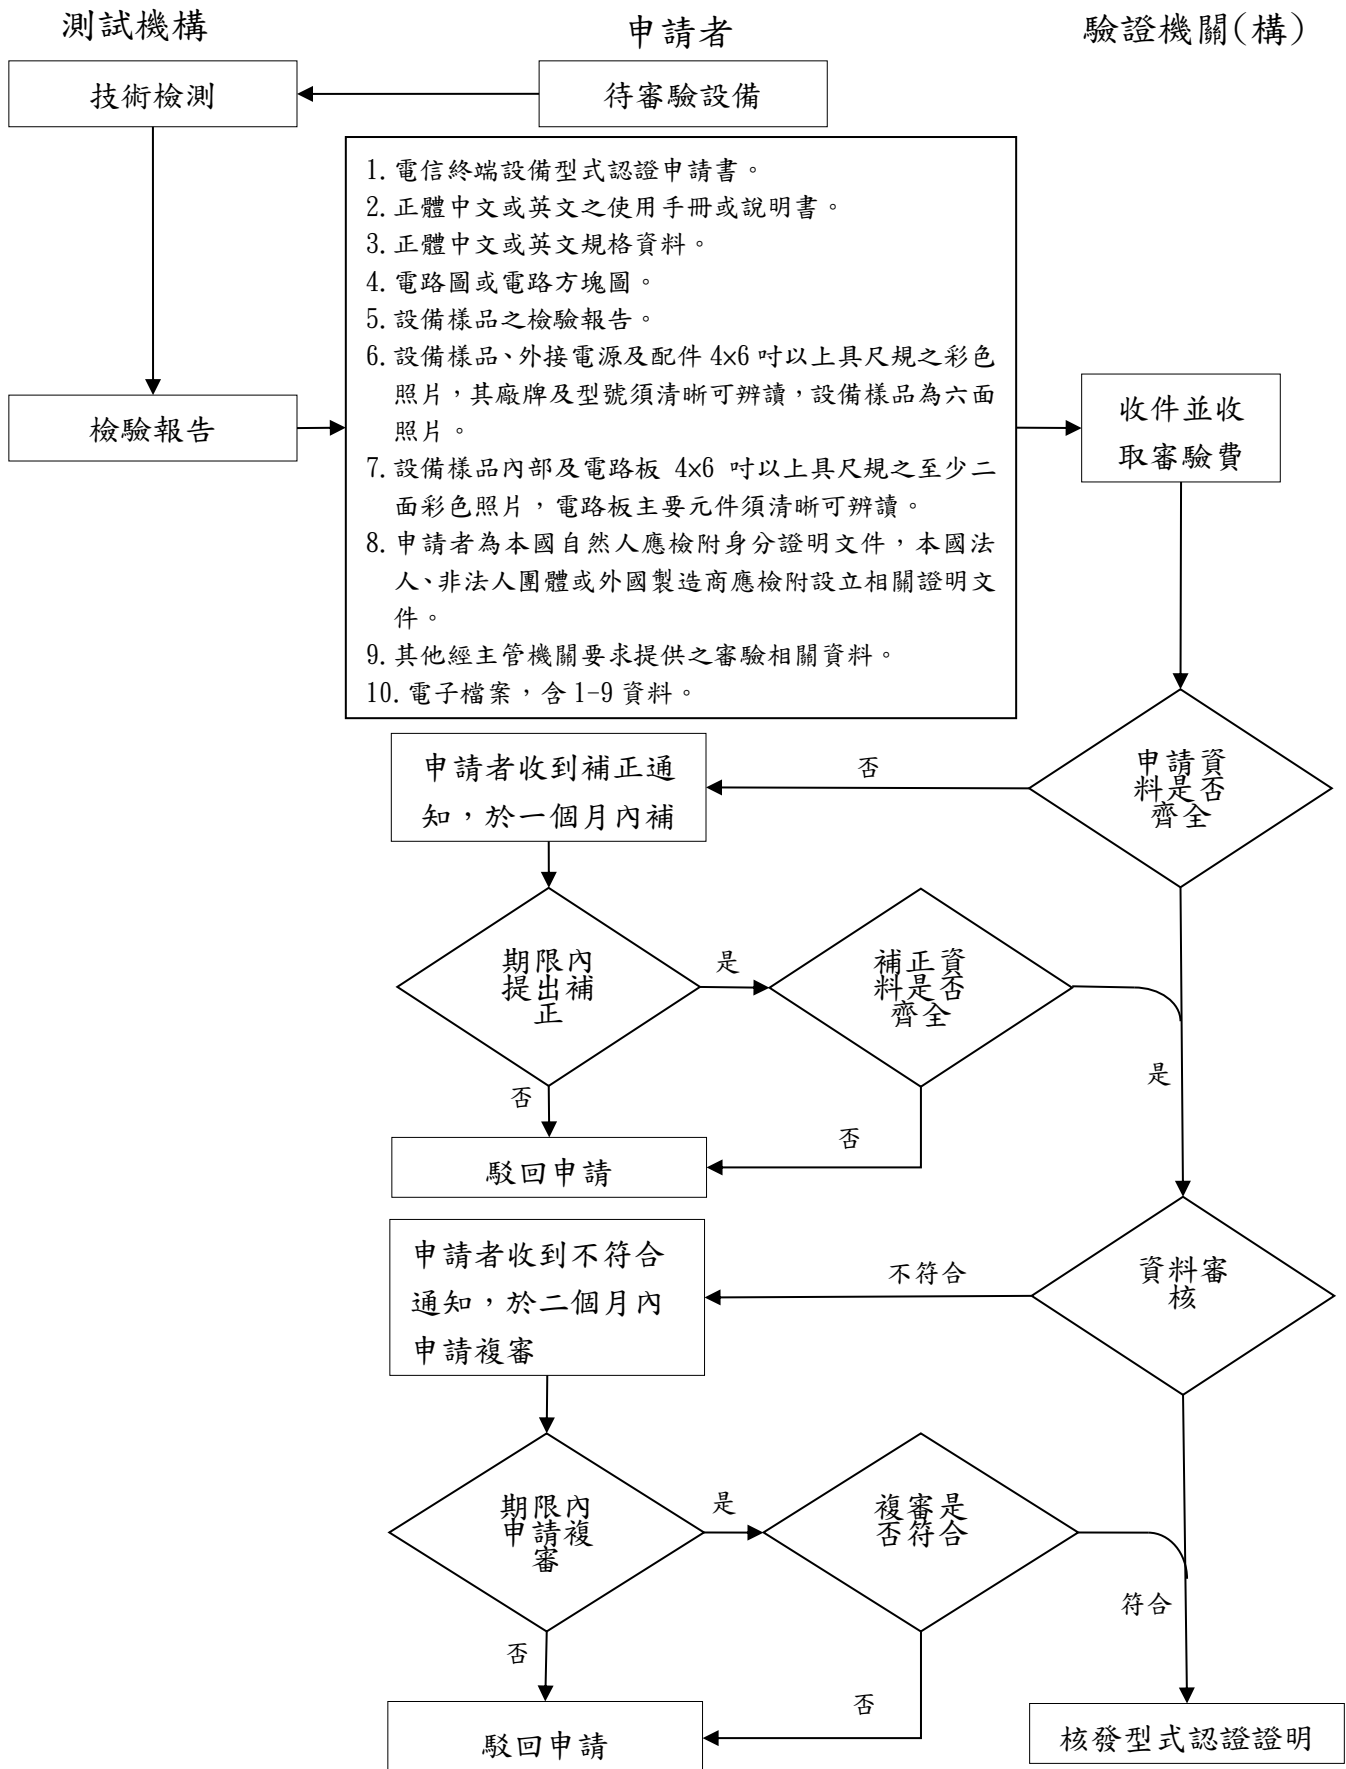 測試機構
申請者
驗證機關(構)
技術檢測
待審驗設備
1.電信終端設備型式認證申請書。
2.正體中文或英文之使用手冊或說明書。
3.正體中文或英文規格資料。
4.電路圖或電路方塊圖。
5.設備樣品之檢驗報告。
6.設備樣品、外接電源及配件 4×6 吋以上具尺規之彩色
照片，其廠牌及型號須清晰可辨讀，設備樣品為六面
照片。
7.設備樣品內部及電路板 4×6 吋以上具尺規之至少二
面彩色照片，電路板主要元件須清晰可辨讀。
8.申請者為本國自然人應檢附身分證明文件，本國法
人、非法人團體或外國製造商應檢附設立相關證明文
件。
9.其他經主管機關要求提供之審驗相關資料。
10.電子檔案，含 1-9 資料。
檢驗報告
收件並收
取審驗費
申請者收到補正通
知，於一個月內補
否
申請資
料是否
齊全
期限內
提出補
正
是
補正資
料是否
齊全
是
否
否
駁回申請
申請者收到不符合
通知，於二個月內
申請複審
不符合
資料審
核
期限內
申請複
審
是
複審是
否符合
符合
否
否
駁回申請
核發型式認證證明